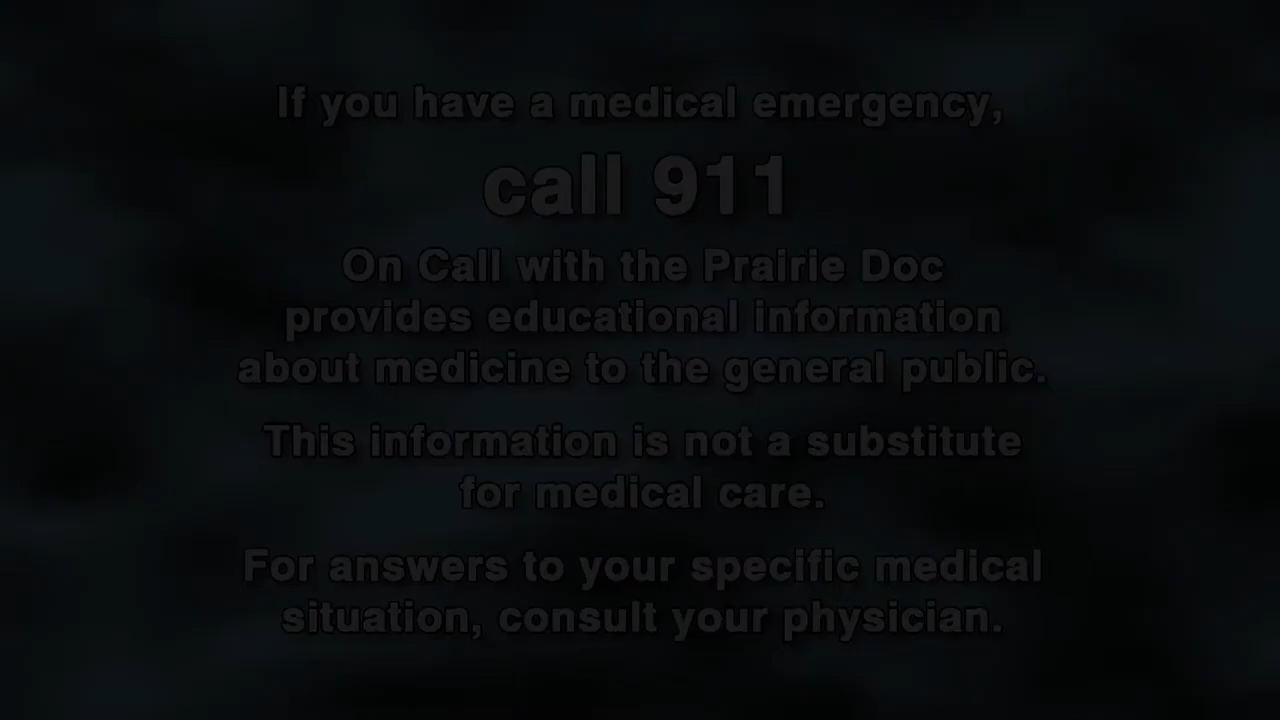 If you have a medical emergency,
call 911
On Call with the Prairie Doc
provides educational information
about medicine to the general public.
This information is not a substitute
for medical care.
For answers to your specific medical
situation, consult your physician.